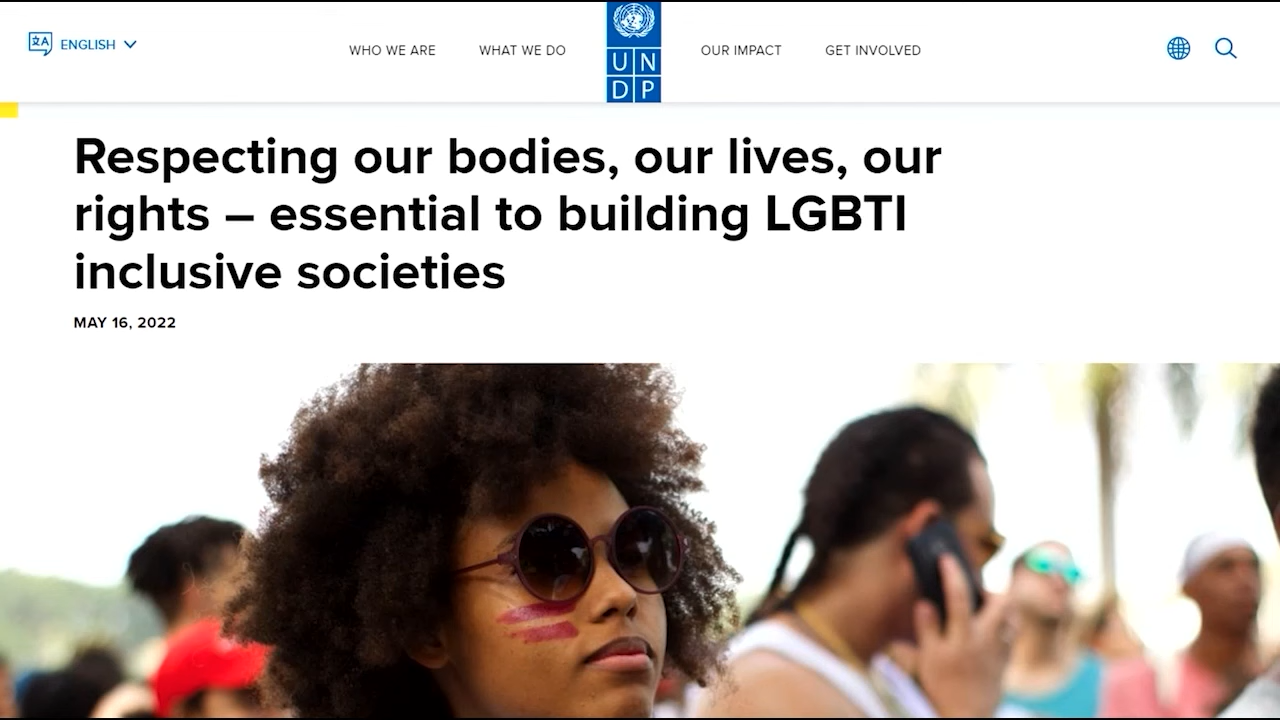 ENGLISH
WHO WE ARE
WHAT WE DO
U N
D P
OUR IMPACT
GET INVOLVED
Respecting our bodies, our lives, our
rights – essential to building LGBTI
inclusive societies
MAY 16, 2022